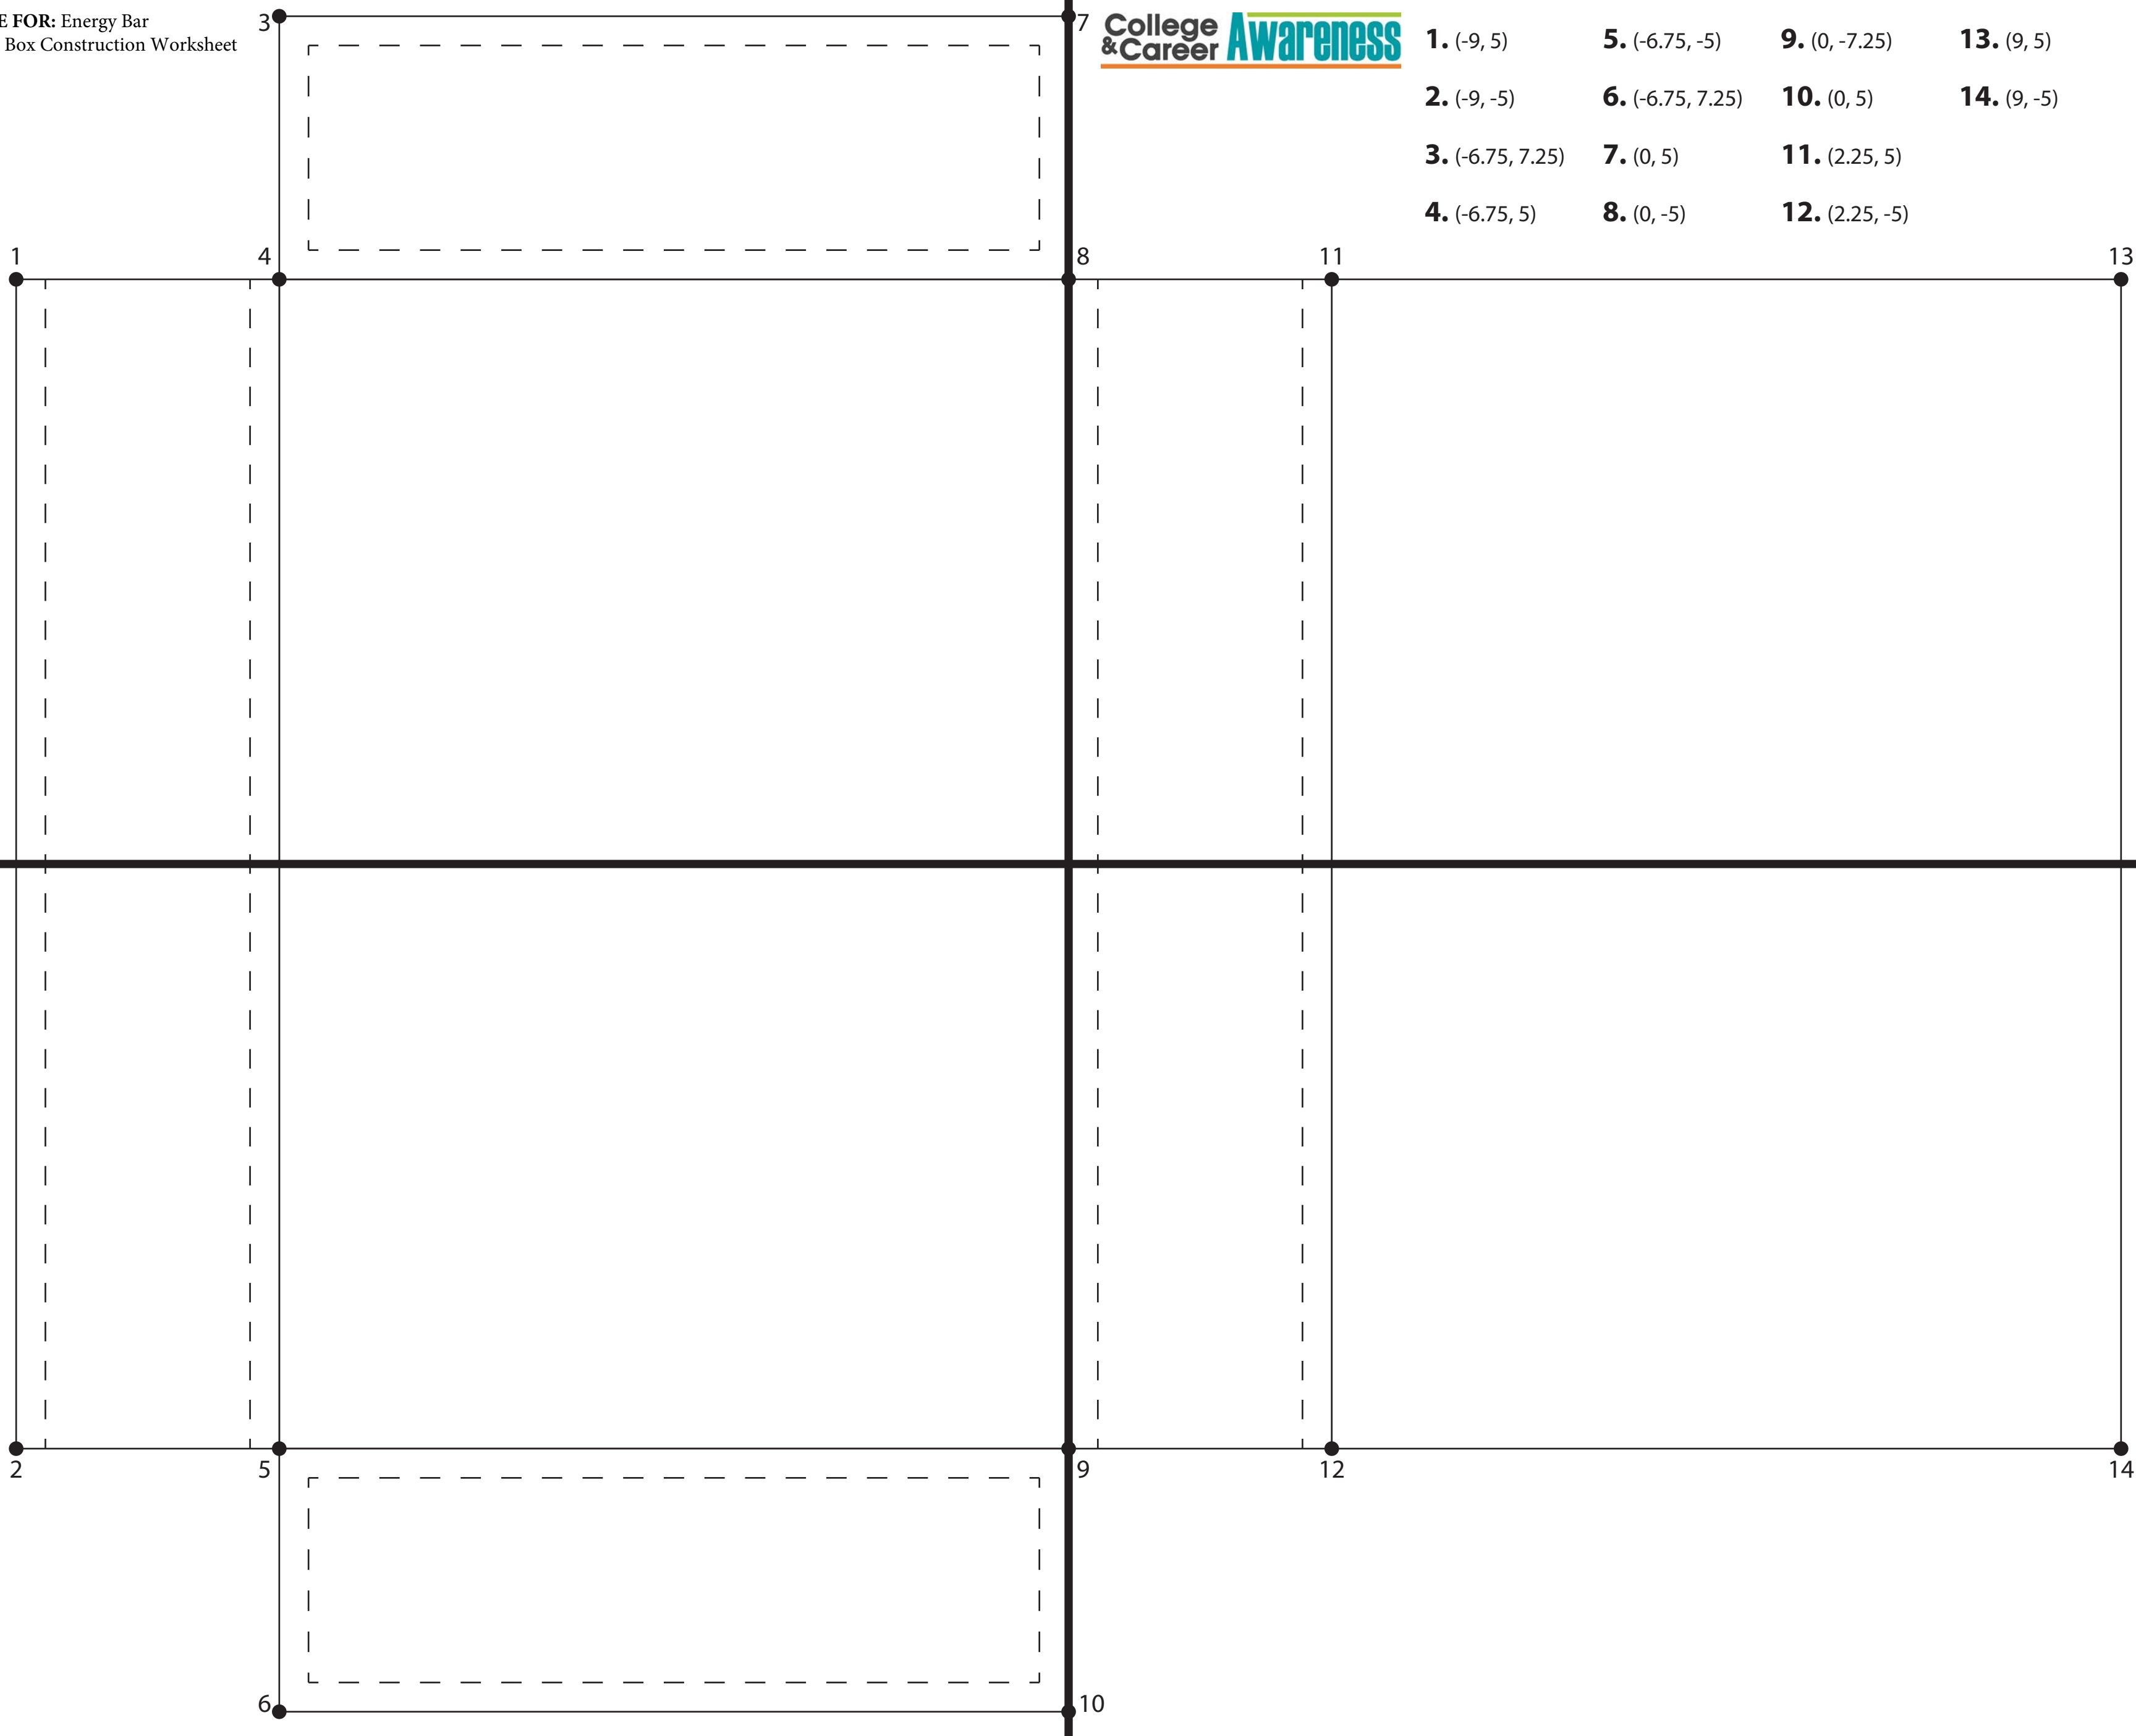 E FOR: Energy Bar
Box Construction Worksheet
College
&Career Awareness
1. (-9, 5)
2. (-9, -5)
3. (-6.75, 7.25)
4. (-6.75, 5)
5. (-6.75, -5)
6. (-6.75, 7.25)
7. (0, 5)
8. (0, -5)
9. (0, -7.25)
10. (0, 5)
11. (2.25, 5)
12. (2.25, -5)
13. (9, 5)
14. (9, -5)
3
7
1
4
8
11
13
2
5
9
12
14
6
10